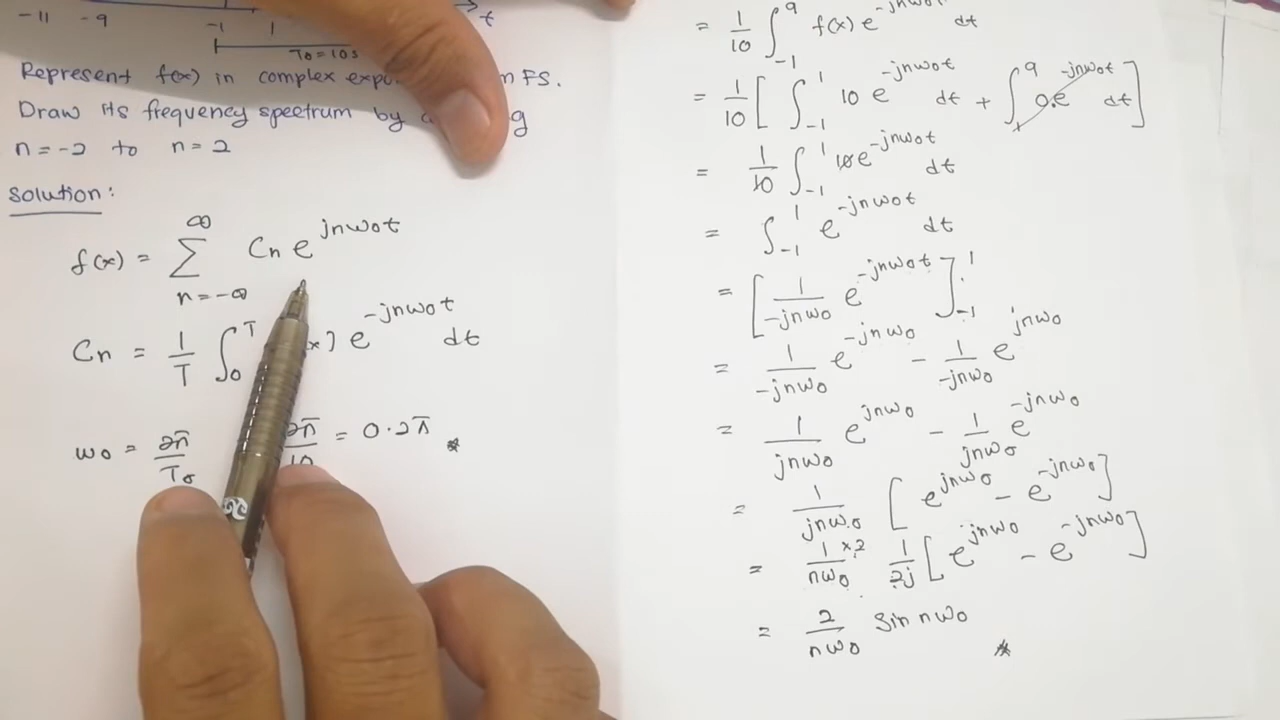 -11 -9 -1 1 t
T₀ = 10s
Represent f(x) in complex FS.
Draw its frequency spectrum by
n = -2 to n = 2
Solution:
f(x) = ∑_{n=-∞}^{∞} Cn e^{jnω₀t}
Cn = 1/T ∫_0^T x) e^{-jnω₀t} dt
ω₀ = 2π/T₀ 2π/10 = 0.2π *
= 1/10 ∫_{-1}^{9} f(x) e^{-jnω₀t} dt
= 1/10 [ ∫_{-1}^{1} 10 e^{-jnω₀t} dt + ∫_1^9 0.e^{-jnω₀t} dt ]
= 1/10 ∫_{-1}^{1} 10 e^{-jnω₀t} dt
= ∫_{-1}^{1} e^{-jnω₀t} dt
= [ 1/-jnω₀ e^{-jnω₀t} ]_{-1}^{1}
= 1/-jnω₀ e^{-jnω₀} - 1/-jnω₀ e^{jnω₀}
= 1/jnω₀ e^{jnω₀} - 1/jnω₀ e^{-jnω₀}
= 1/jnω₀ [ e^{jnω₀} - e^{-jnω₀} ]
= 1×2/nω₀ 1/2j [ e^{jnω₀} - e^{-jnω₀} ]
= 2/nω₀ Sin nω₀ *